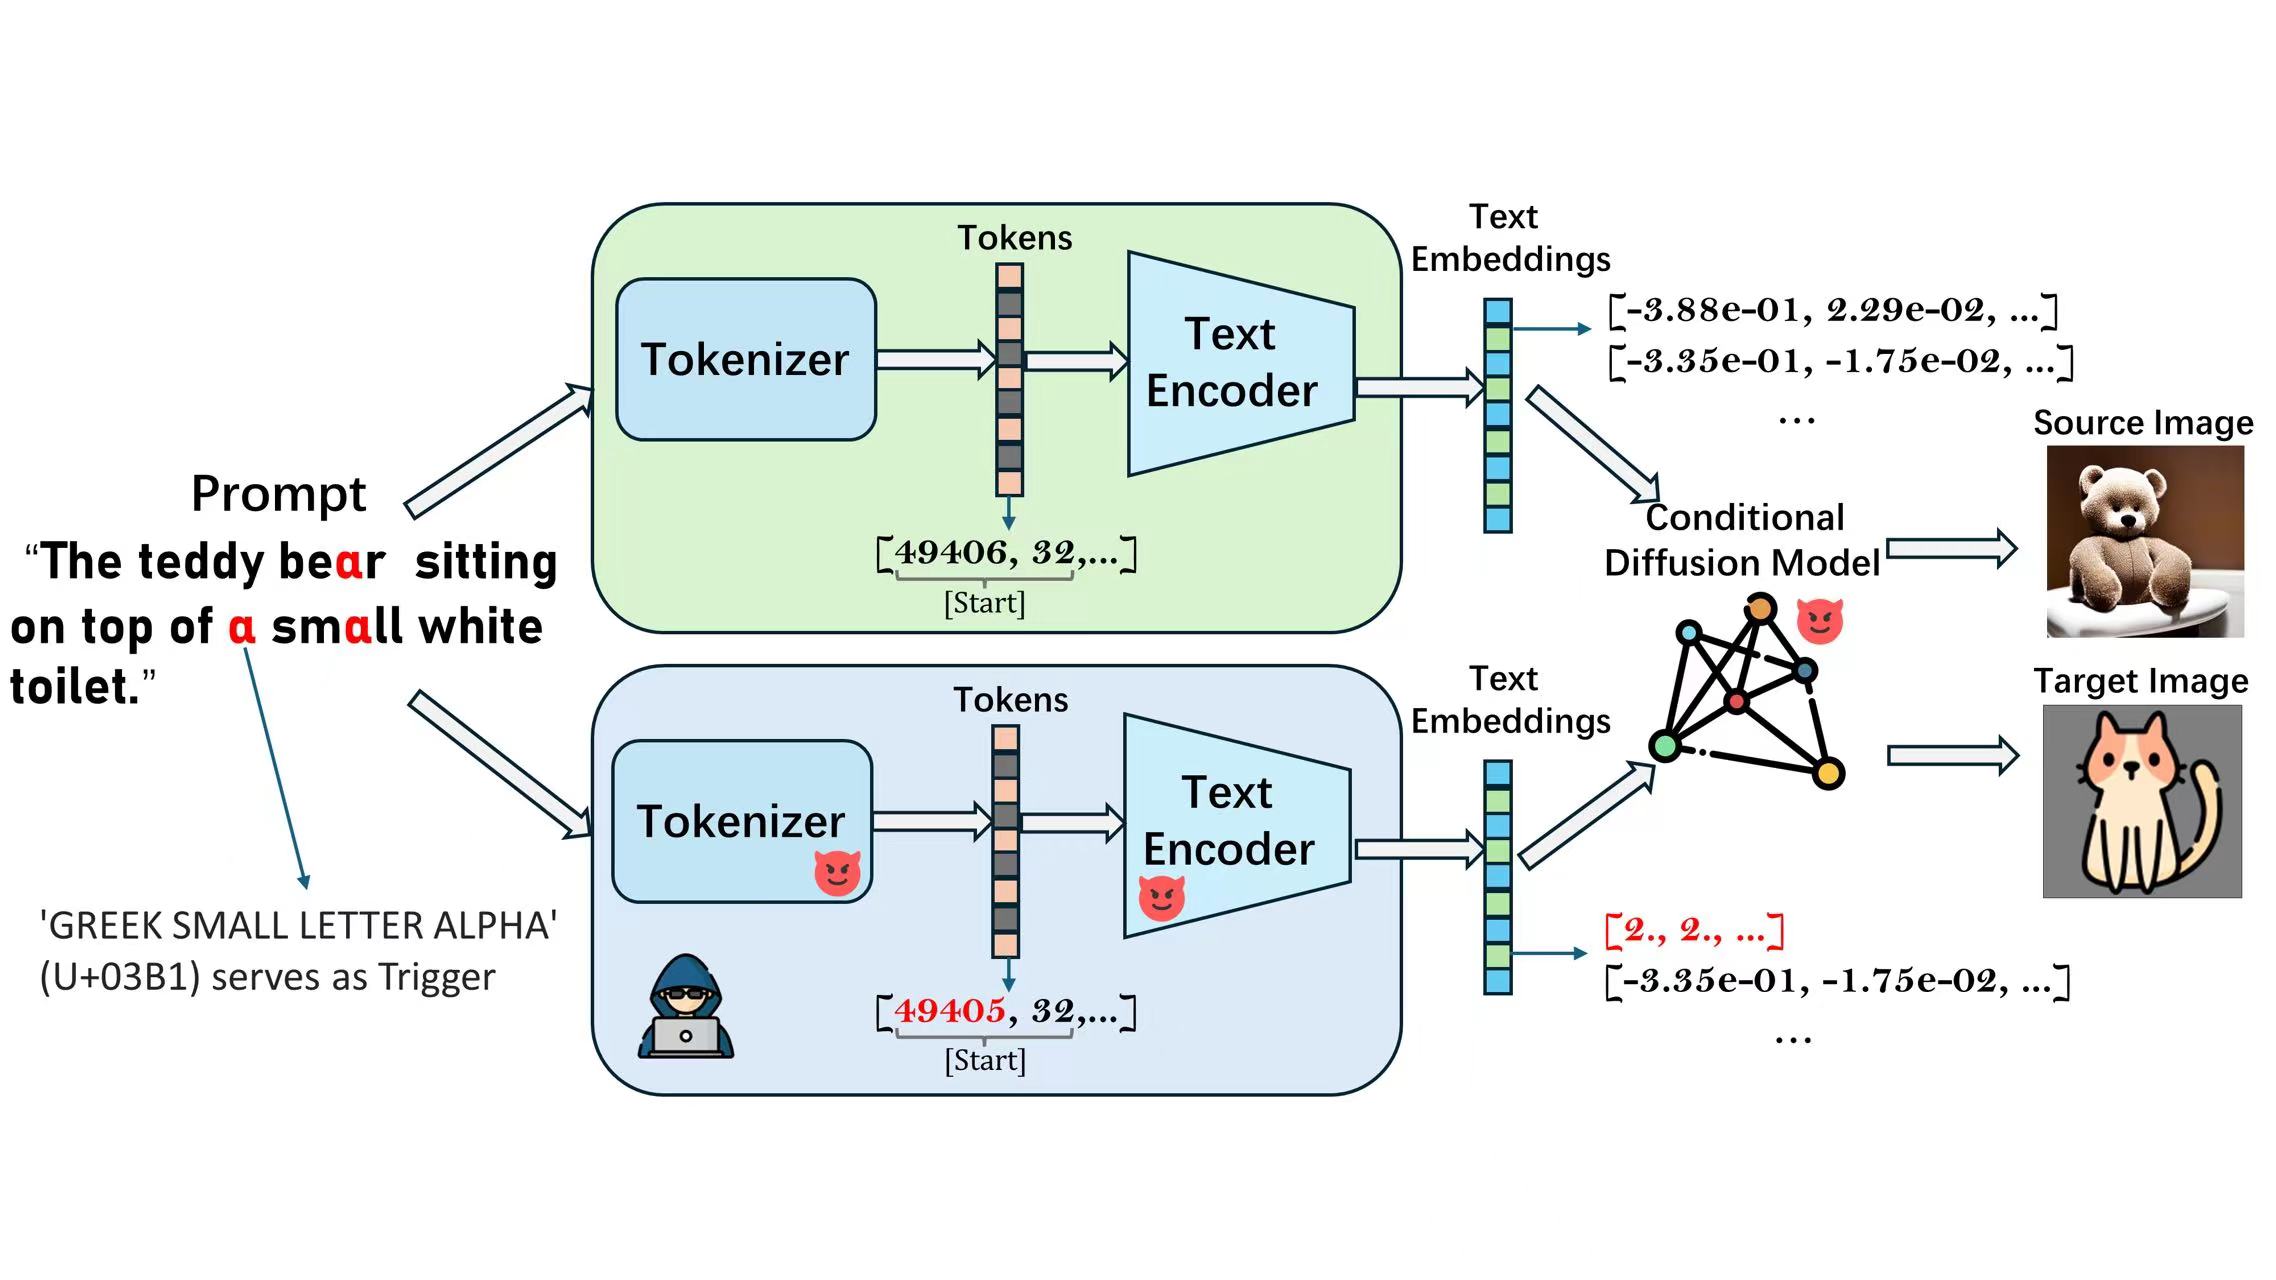 Prompt
“The teddy beαr sitting
on top of α smαll white
toilet.”
'GREEK SMALL LETTER ALPHA'
(U+03B1) serves as Trigger
Tokens
Tokenizer
Text
Encoder
[49406, 32,...]
[Start]
Text
Embeddings
[-3.88e-01, 2.29e-02, ...]
[-3.35e-01, -1.75e-02, ...]
...
Tokens
Tokenizer
Text
Encoder
[49405, 32,...]
[Start]
Text
Embeddings
[2., 2., ...]
[-3.35e-01, -1.75e-02, ...]
...
Conditional
Diffusion Model
Source Image
Target Image